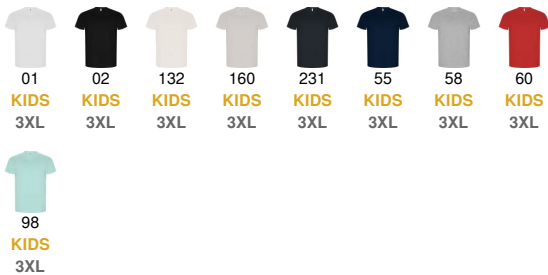 01 02 132 160 231 55 58 60
KIDS KIDS KIDS KIDS KIDS KIDS KIDS KIDS
3XL 3XL 3XL 3XL 3XL 3XL 3XL 3XL
98
KIDS
3XL